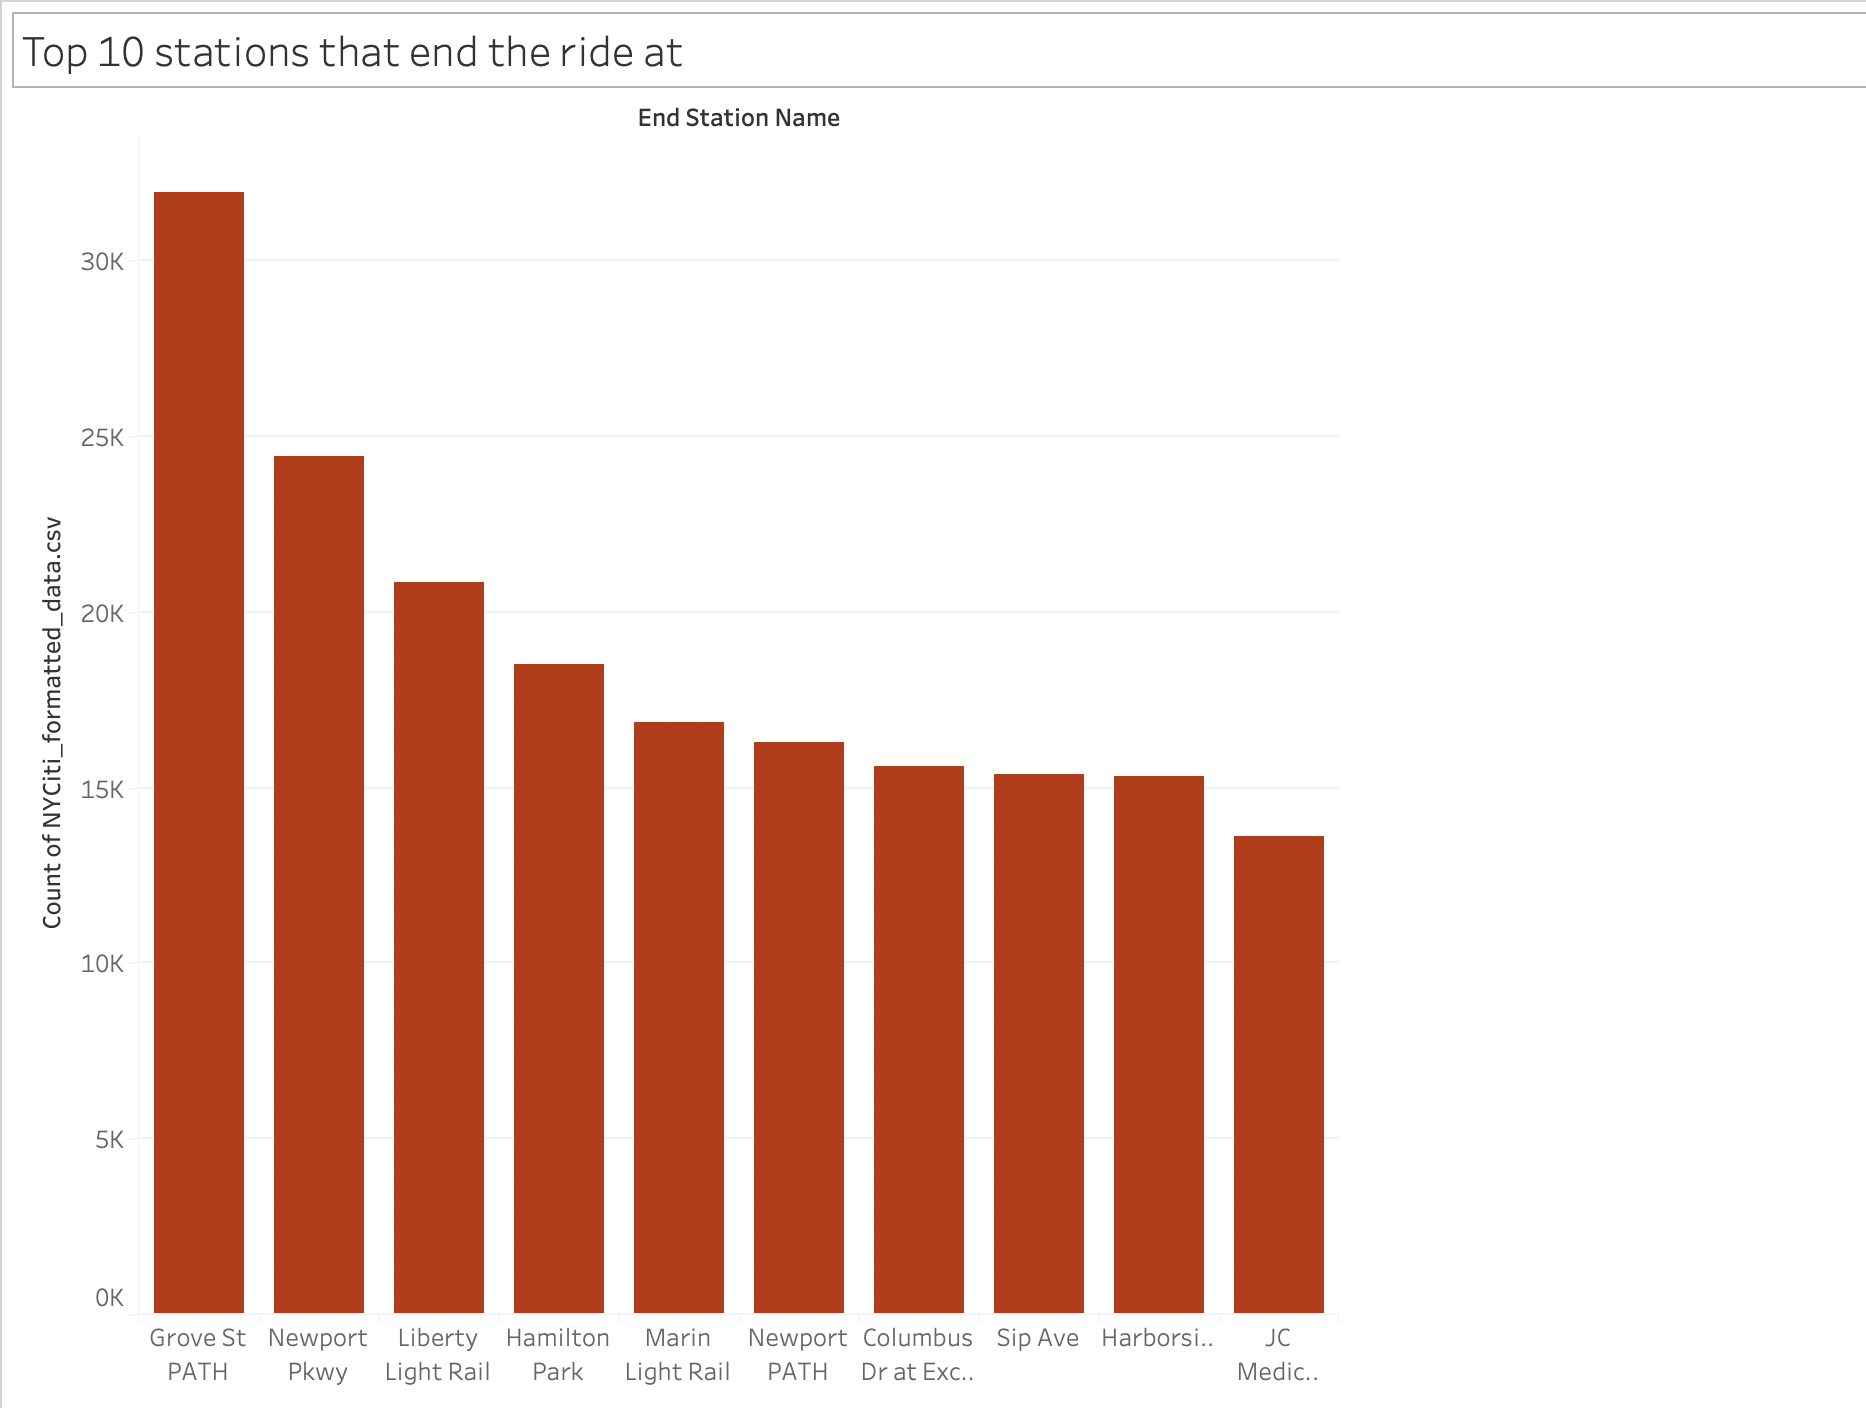 Top 10 stations that end the ride at
End Station Name
30K
25K
20K
15K
10K
5K
0K
Count of NYCiti_formatted_data.csv
Grove St
PATH
Newport
Pkwy
Liberty
Light Rail
Hamilton
Park
Marin
Light Rail
Newport
PATH
Columbus
Dr at Exc..
Sip Ave
Harborsi..
JC
Medic..